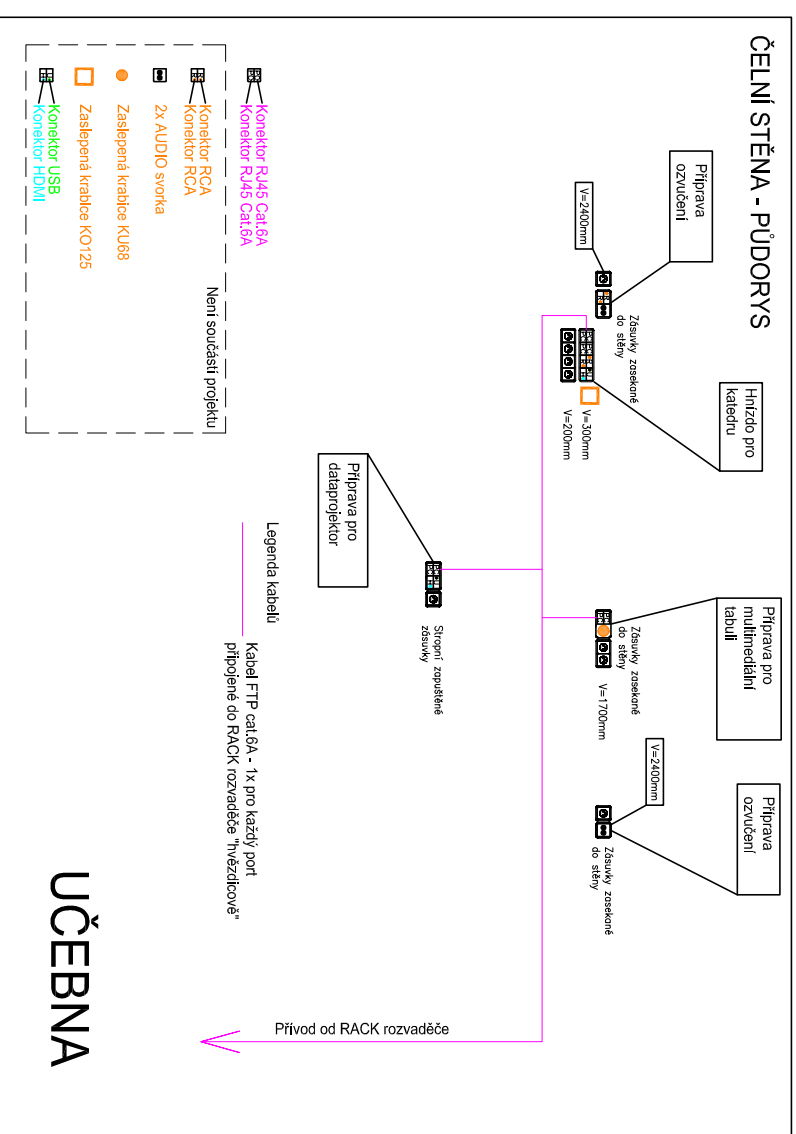 ČELNÍ STĚNA - PŮDORYS
Příprava
ozvučení
V=2400mm
Zásuvky zasekané
do stěny
Hnízdo pro
katedru
V=300mm
V=200mm
Příprava pro
multimediální
tabuli
Zásuvky zasekané
do stěny
V=1700mm
Příprava
ozvučení
V=2400mm
Zásuvky zasekané
do stěny
Příprava pro
dataprojektor
Stropní zapuštěné
zásuvky
Konektor RJ45 Cat.6A
Konektor RJ45 Cat.6A
Není součástí projektu
Konektor RCA
Konektor RCA
2x AUDIO svorka
Zaslepená krabice KU68
Zaslepená krabice KO125
Konektor USB
Konektor HDMI
Legenda kabelů
Kabel FTP cat.6A - 1x pro každý port
připojené do RACK rozvaděče "hvězdicově"
Přívod od RACK rozvaděče
UČEBNA